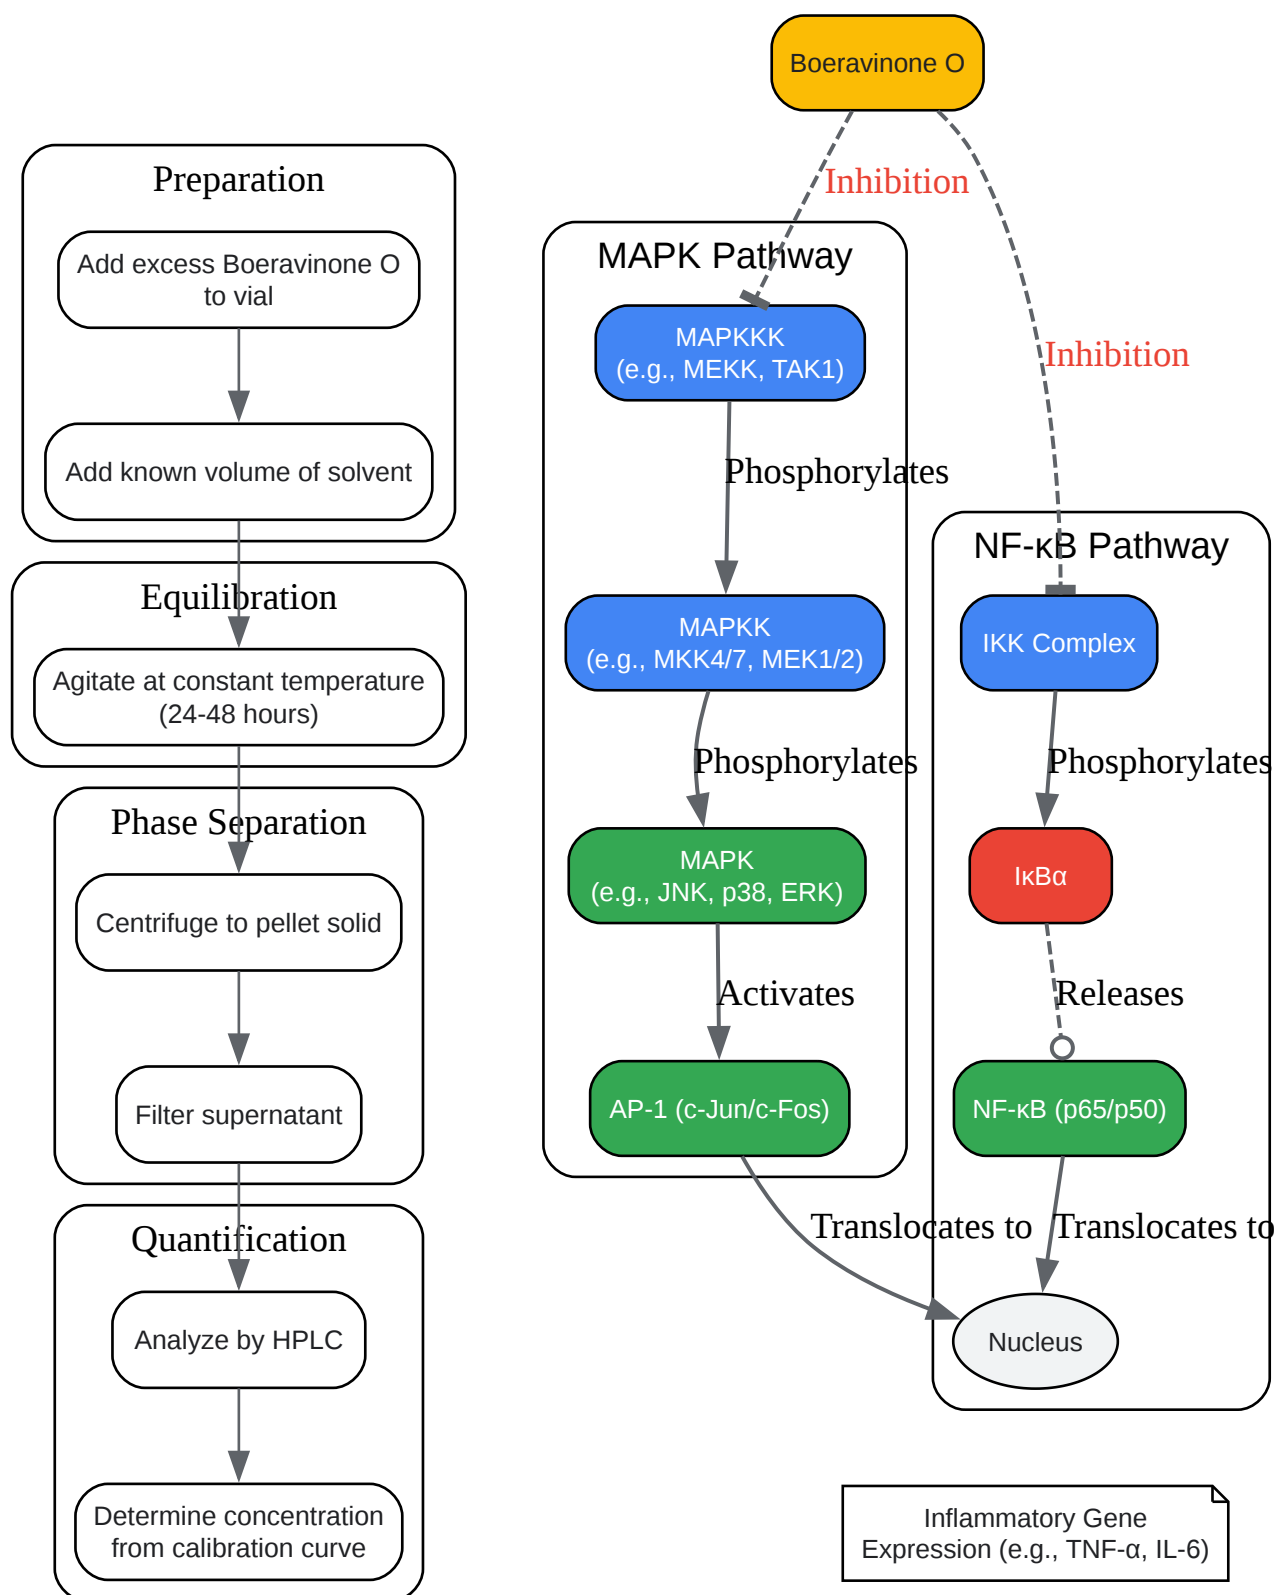 Preparation
Add excess Boeravinone O
to vial
Add known volume of solvent
Equilibration
Agitate at constant temperature
(24-48 hours)
Phase Separation
Centrifuge to pellet solid
Filter supernatant
Quantification
Analyze by HPLC
Determine concentration
from calibration curve
Boeravinone O
Inhibition
Inhibition
MAPK Pathway
MAPKKK
(e.g., MEKK, TAK1)
Phosphorylates
MAPKK
(e.g., MKK4/7, MEK1/2)
Phosphorylates
MAPK
(e.g., JNK, p38, ERK)
Activates
AP-1 (c-Jun/c-Fos)
Translocates to
NF-κB Pathway
IKK Complex
Phosphorylates
IκBα
Releases
NF-κB (p65/p50)
Translocates to
Nucleus
Inflammatory Gene
Expression (e.g., TNF-α, IL-6)